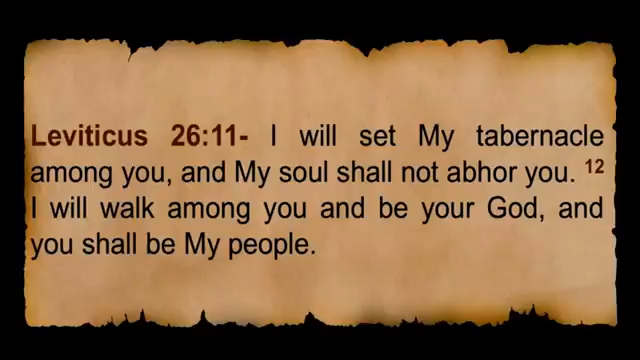 Leviticus 26:11- I will set My tabernacle
among you, and My soul shall not abhor you. 12
I will walk among you and be your God, and
you shall be My people.